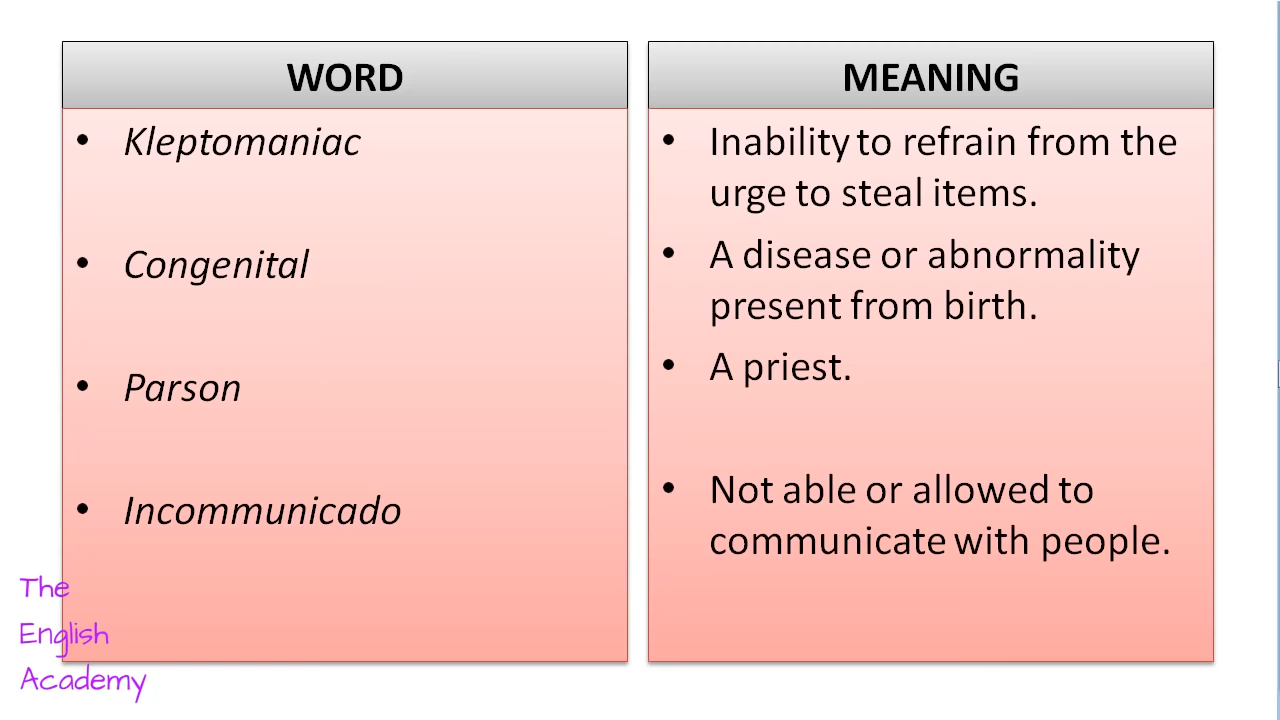 WORD
• Kleptomaniac
• Congenital
• Parson
• Incommunicado
MEANING
• Inability to refrain from the
urge to steal items.
• A disease or abnormality
present from birth.
• A priest.
• Not able or allowed to
communicate with people.
The
English
Academy